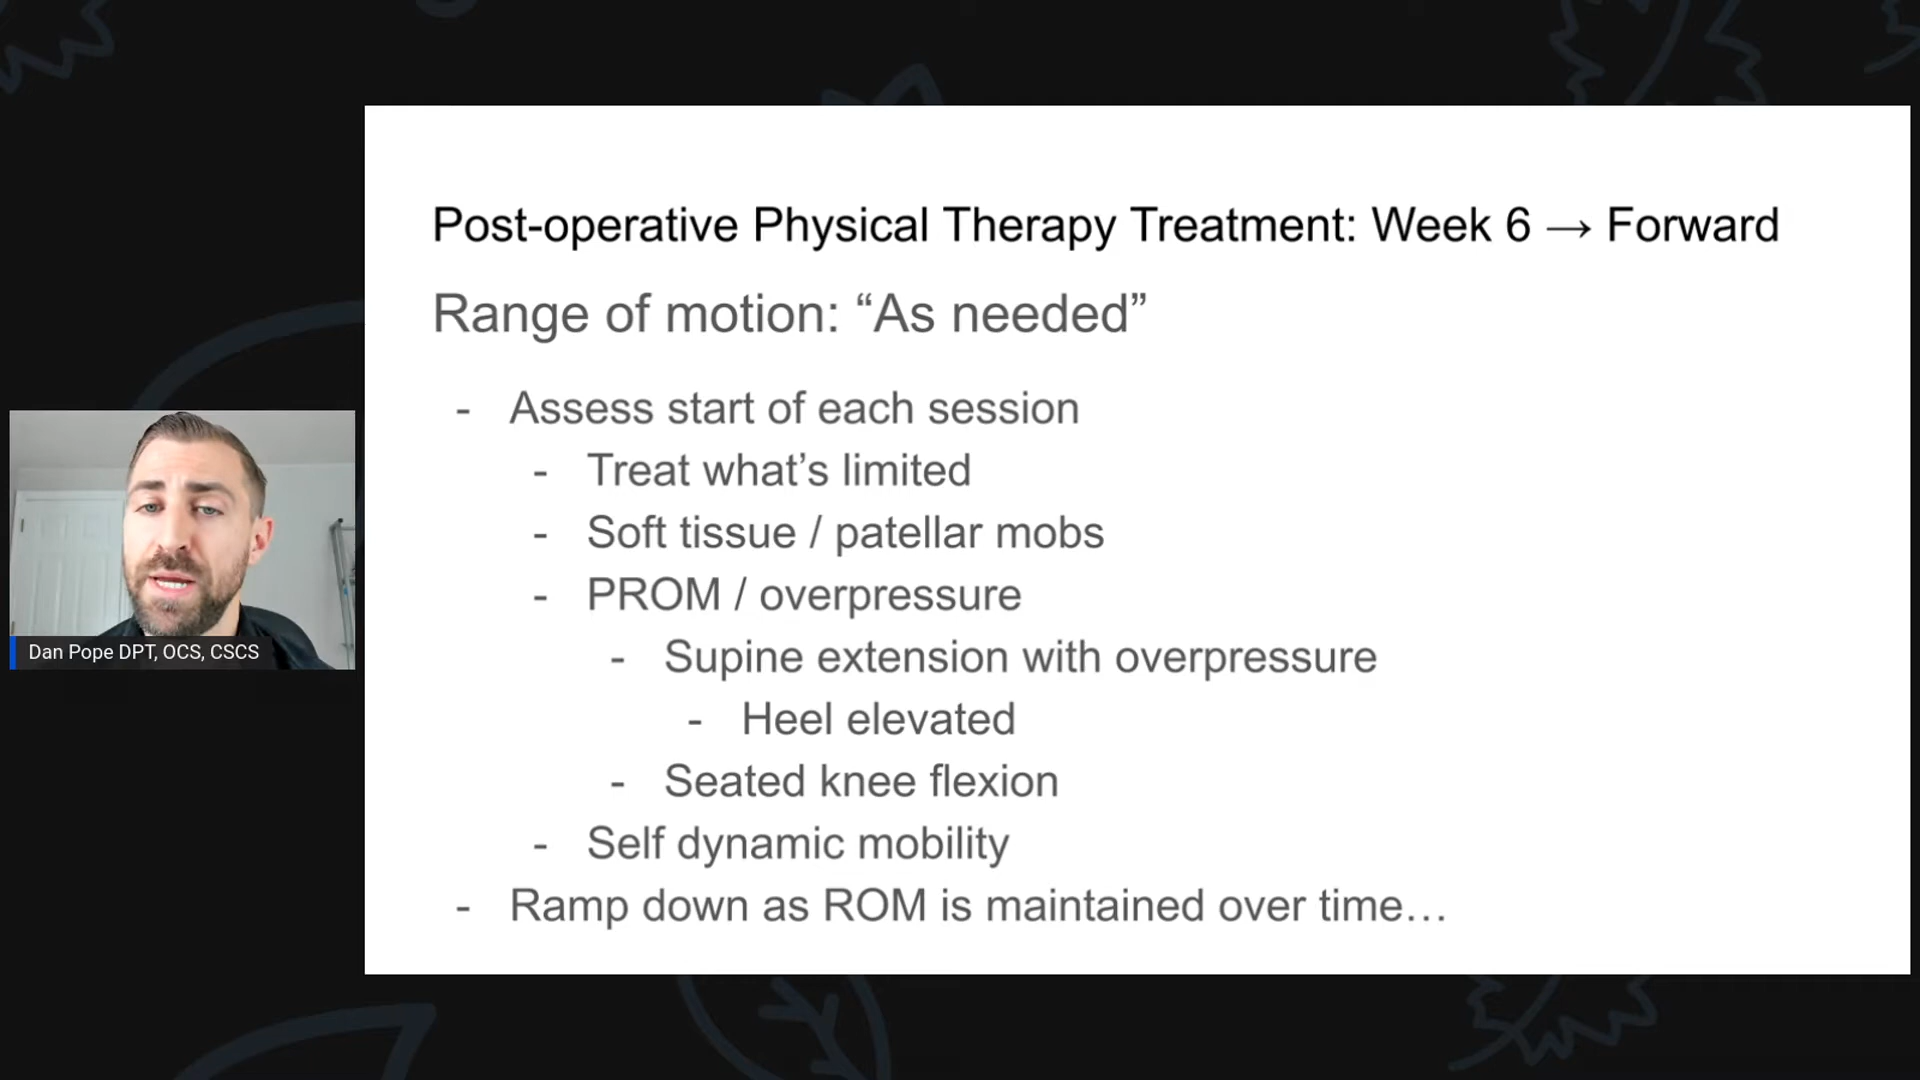 Post-operative Physical Therapy Treatment: Week 6 → Forward
Range of motion: “As needed”
- Assess start of each session
- Treat what’s limited
- Soft tissue / patellar mobs
- PROM / overpressure
- Supine extension with overpressure
- Heel elevated
- Seated knee flexion
- Self dynamic mobility
- Ramp down as ROM is maintained over time…
Dan Pope DPT, OCS, CSCS